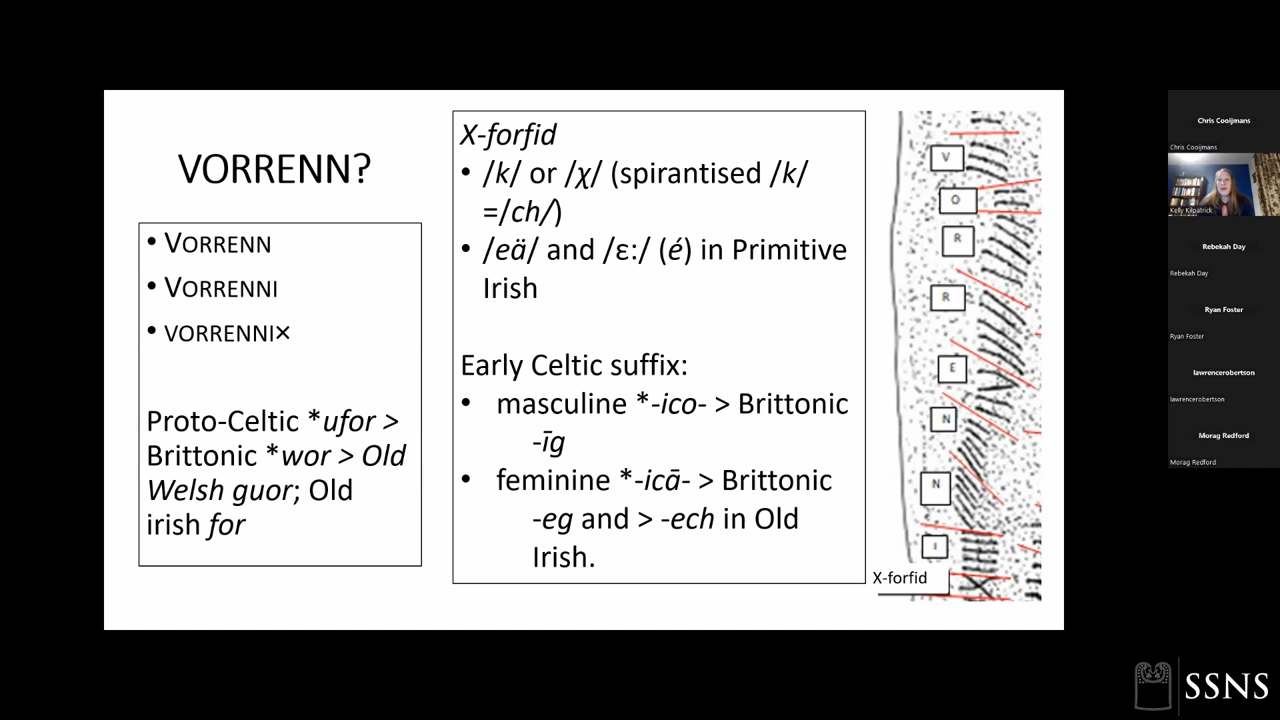 VORRENN?
• VORRENN
• VORRENNI
• VORRENNI×
Proto-Celtic *ufor >
Brittonic *wor > Old
Welsh guor; Old
irish for
X-forfid
• /k/ or /χ/ (spirantised /k/
=/ch/)
• /eä/ and /ɛː/ (é) in Primitive
Irish
Early Celtic suffix:
• masculine *-ico- > Brittonic
-īg
• feminine *-icā- > Brittonic
-eg and > -ech in Old
Irish.
V
O
R
R
E
N
N
I
X-forfid
Chris Cooijmans
Chris Cooijmans
Kelly Kilpatrick
Rebekah Day
Rebekah Day
Ryan Foster
Ryan Foster
lawrencerobertson
lawrencerobertson
Morag Redford
Morag Redford
SSNS